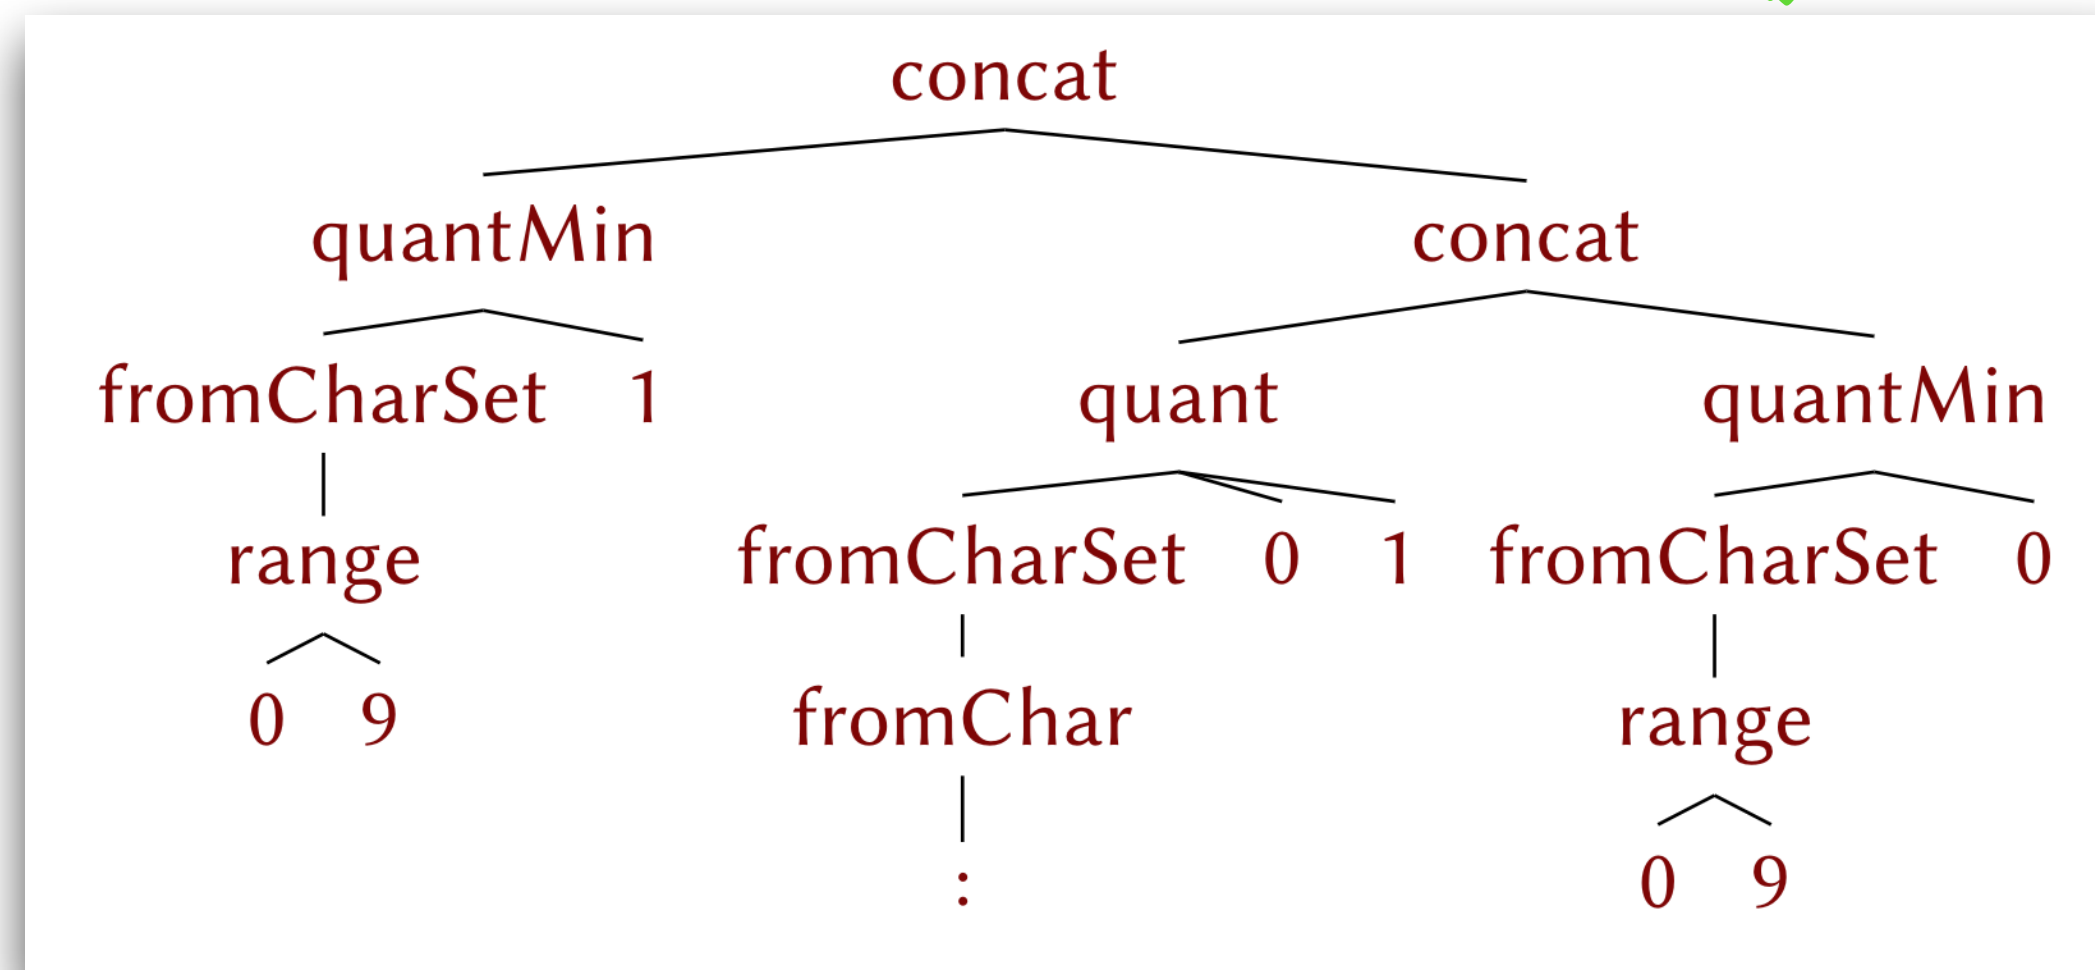 concat
quantMin concat
fromCharSet 1 quant quantMin
range fromCharSet 0 1 fromCharSet 0
0 9 fromChar range
: 0 9